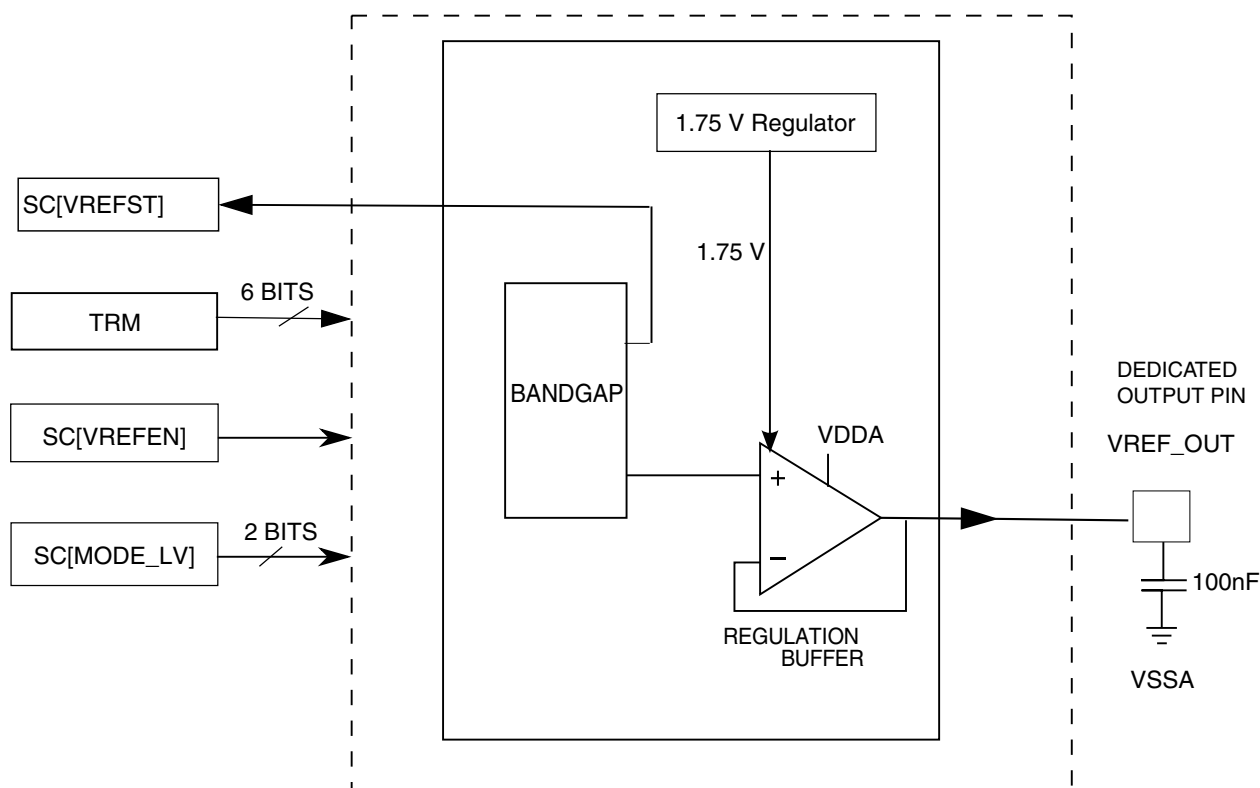 1.75 V Regulator
SC[VREFST]
1.75 V
6 BITS
TRM
BANDGAP
DEDICATED
OUTPUT PIN
SC[VREFEN]
VDDA
VREF_OUT
+
2 BITS
SC[MODE_LV]
−
100nF
REGULATION
BUFFER
VSSA